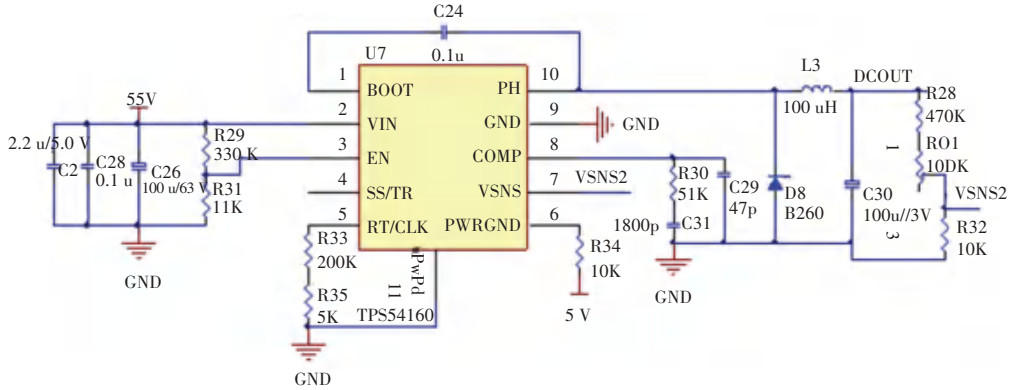 C24
0.1u
U7
1
BOOT
PH
10
2
VIN
GND
9
GND
3
EN
COMP
8
4
SS/TR
VSNS
7
VSNS2
5
RT/CLK
PWRGND
6
PwPd
11
TPS54160
55V
2.2 u/5.0 V
C2
C28
0.1 u
C26
100 u/63 V
R29
330 K
R31
11K
GND
R33
200K
R35
5K
GND
R34
10K
5 V
R30
51K
C29
47p
1800p
C31
GND
D8
B260
L3
100 uH
DCOUT
C30
100u//3V
R28
470K
1
RO1
10DK
VSNS2
3
R32
10K